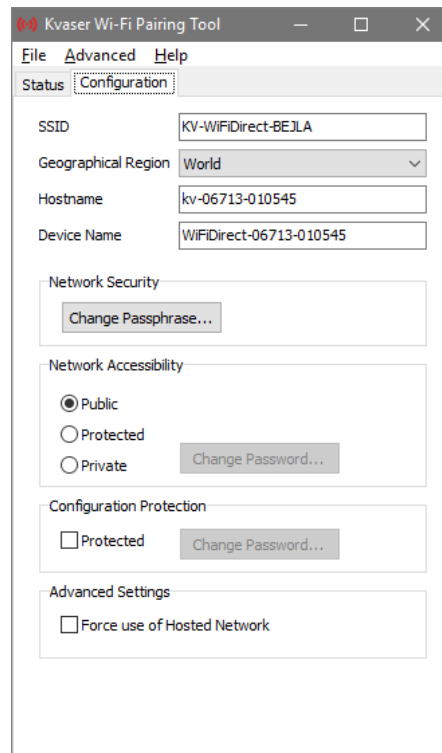 Kvaser Wi-Fi Pairing Tool
File Advanced Help
Status Configuration
SSID KV-WiFiDirect-BEJLA
Geographical Region World
Hostname kv-06713-010545
Device Name WiFiDirect-06713-010545
Network Security
Change Passphrase...
Network Accessibility
Public
Protected
Private Change Password...
Configuration Protection
Protected Change Password...
Advanced Settings
Force use of Hosted Network